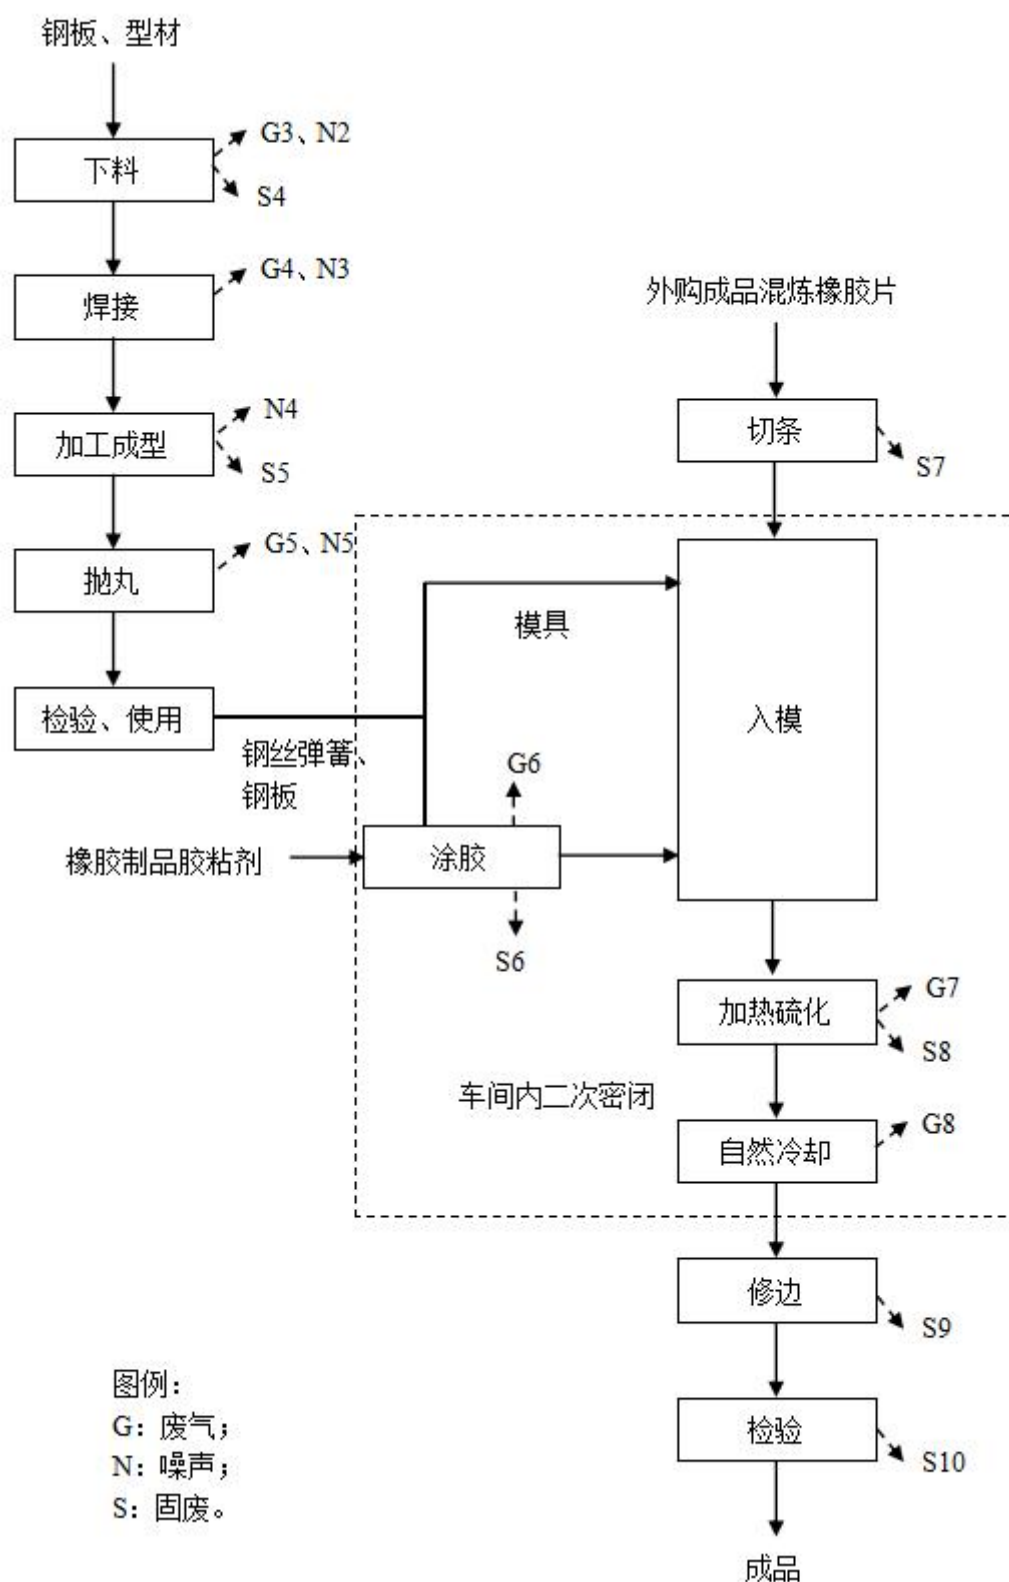 钢板、型材
G3、N2
下料
S4
G4、N3
焊接
外购成品混炼橡胶片
N4
加工成型
S5
切条
S7
G5、N5
抛丸
模具
检验、使用
入模
钢丝弹簧、
钢板
G6
橡胶制品胶粘剂
涂胶
S6
G7
加热硫化
S8
车间内二次密闭
G8
自然冷却
修边
S9
图例：
G：废气；
N：噪声；
S：固废。
检验
S10
成品